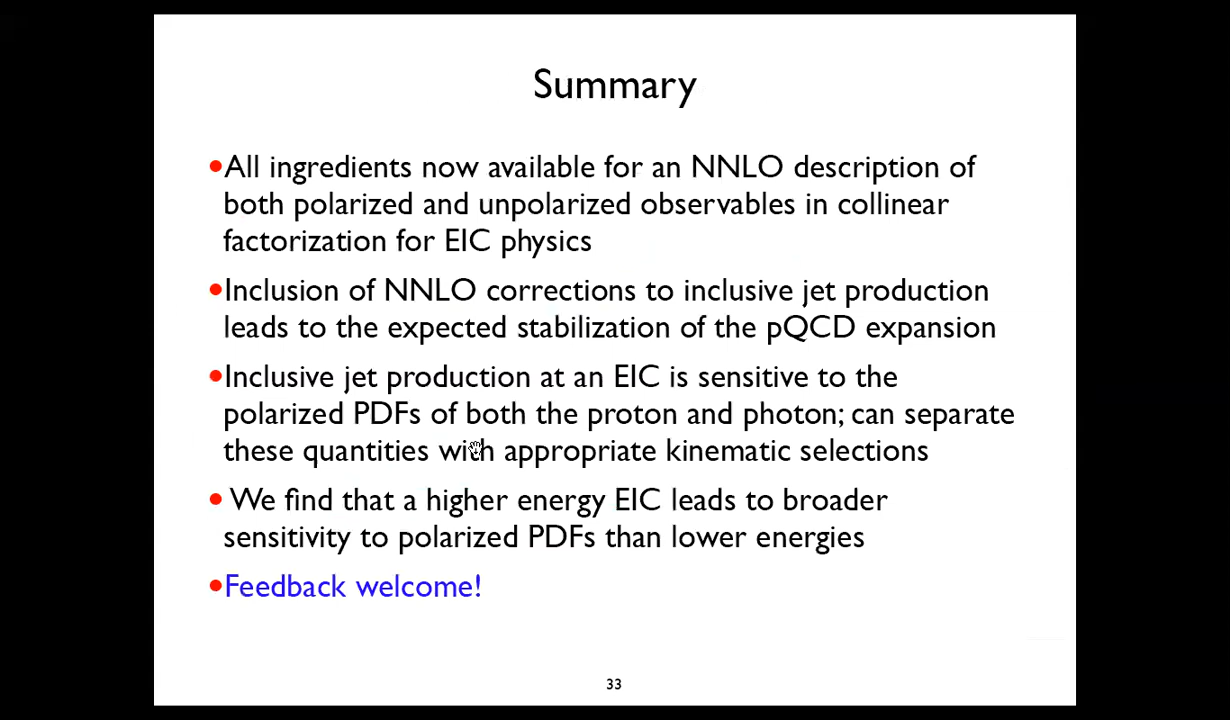 Summary
•All ingredients now available for an NNLO description of
both polarized and unpolarized observables in collinear
factorization for EIC physics
•Inclusion of NNLO corrections to inclusive jet production
leads to the expected stabilization of the pQCD expansion
•Inclusive jet production at an EIC is sensitive to the
polarized PDFs of both the proton and photon; can separate
these quantities with appropriate kinematic selections
• We find that a higher energy EIC leads to broader
sensitivity to polarized PDFs than lower energies
•Feedback welcome!
33